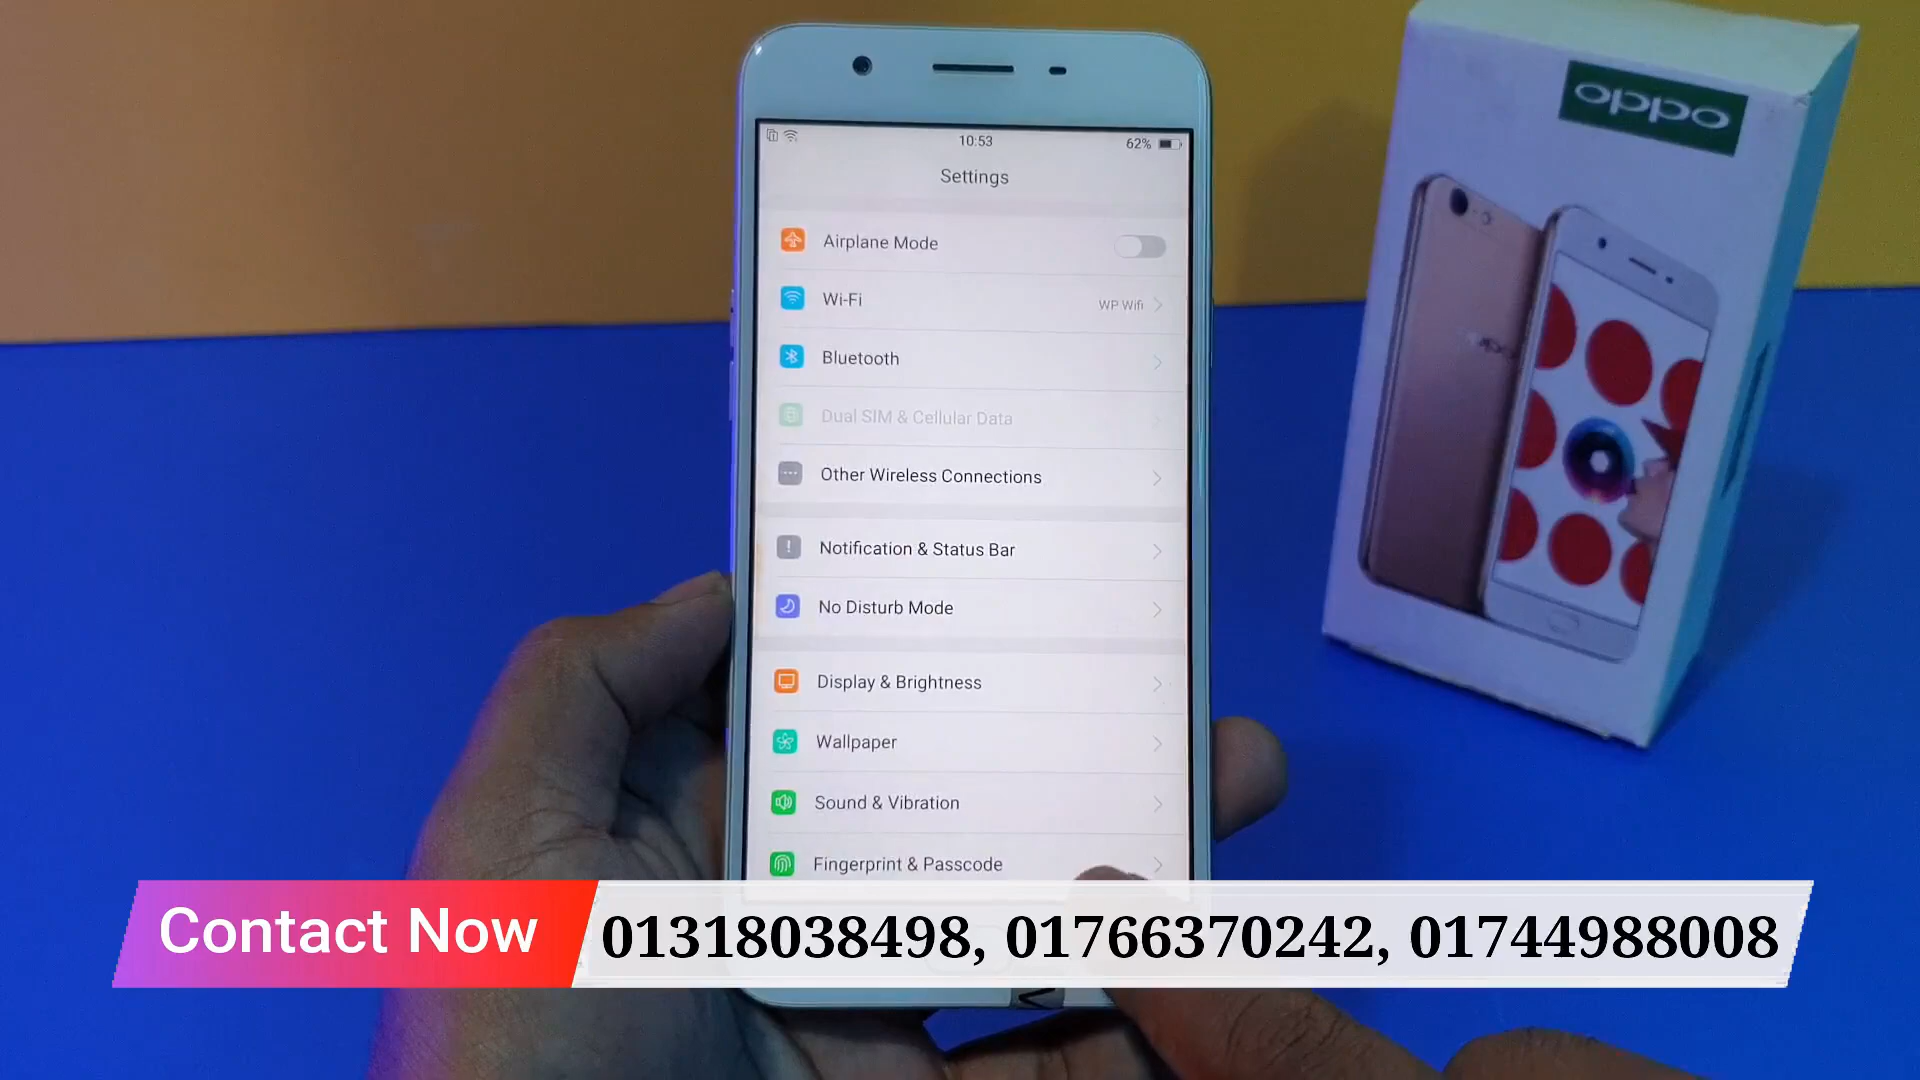 oppo
10:53
62%
Settings
Airplane Mode
Wi-Fi
WP Wifi
Bluetooth
Dual SIM & Cellular Data
Other Wireless Connections
Notification & Status Bar
No Disturb Mode
Display & Brightness
Wallpaper
Sound & Vibration
Fingerprint & Passcode
Contact Now
01318038498, 01766370242, 01744988008